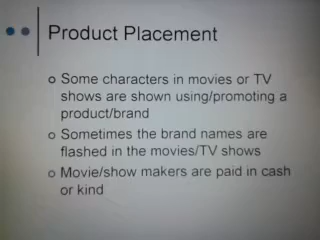 Product Placement
Some characters in movies or TV
shows are shown using/promoting a
product/brand
Sometimes the brand names are
flashed in the movies/TV shows
Movie/show makers are paid in cash
or kind